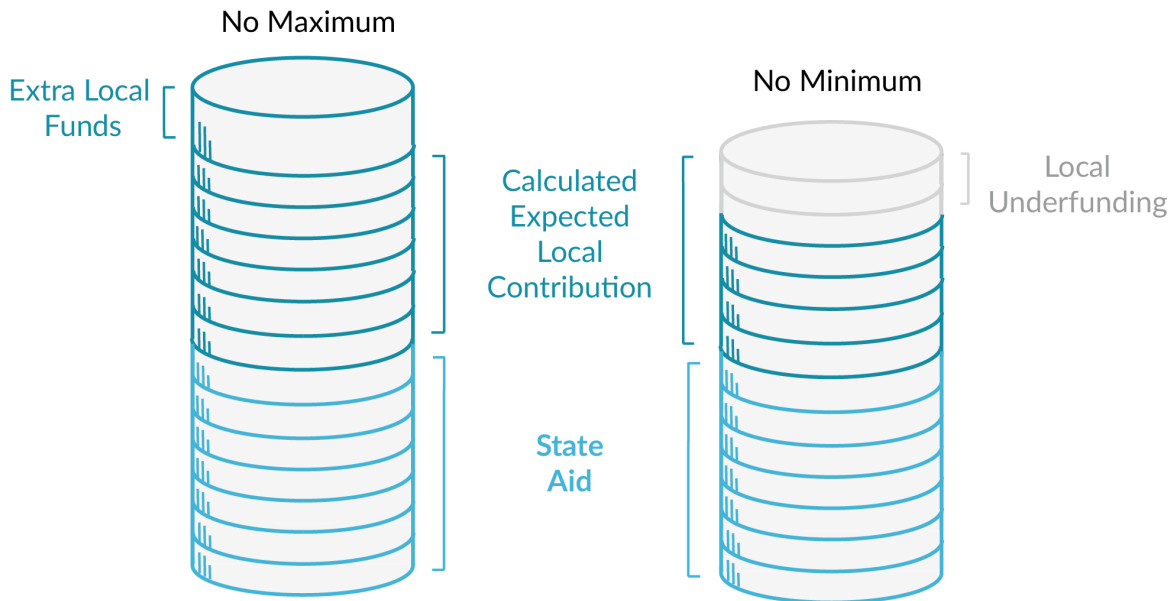 No Maximum
Extra Local
Funds
No Minimum
Calculated
Expected
Local
Contribution
Local
Underfunding
State
Aid